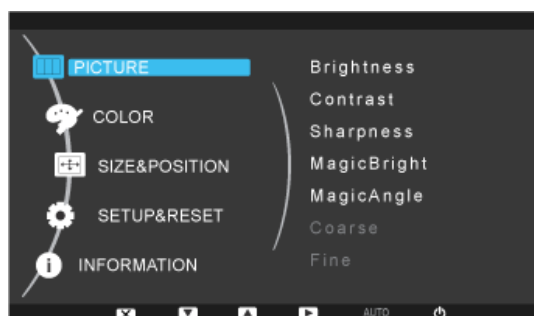 PICTURE
COLOR
SIZE&POSITION
SETUP&RESET
INFORMATION
Brightness
Contrast
Sharpness
MagicBright
MagicAngle
Coarse
Fine
AUTO